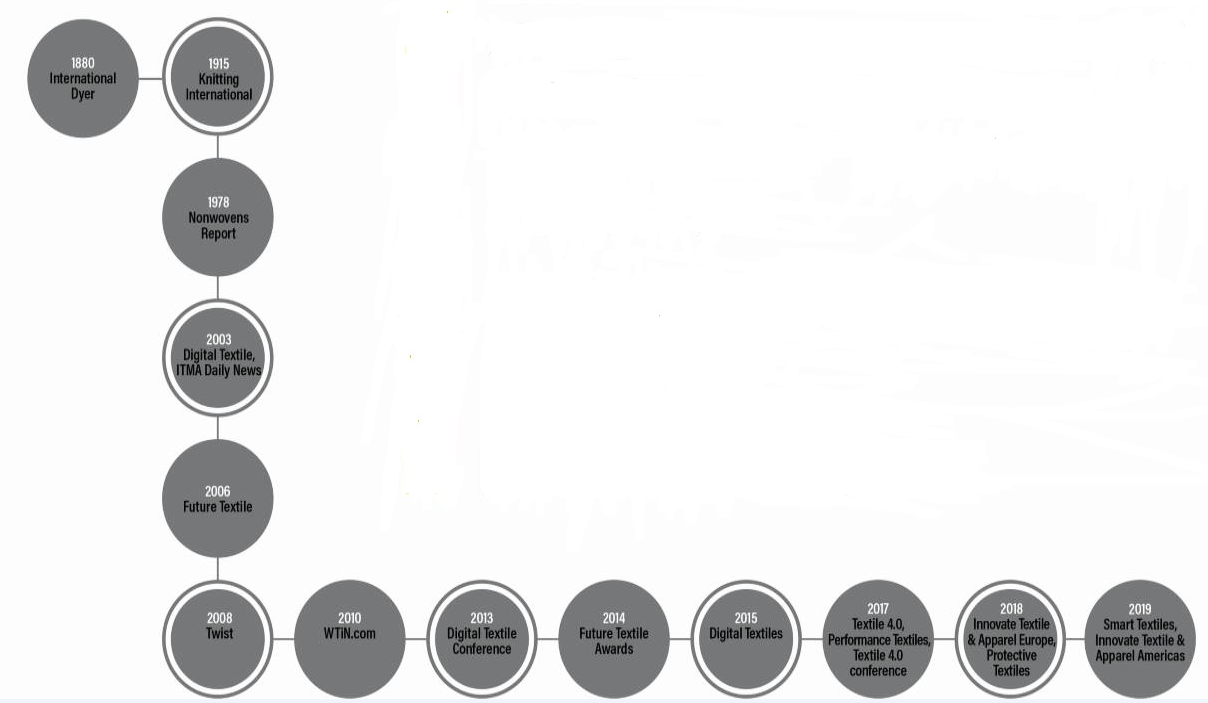 1880
International
Dyer
1915
Knitting
International
1978
Nonwovens
Report
2003
Digital Textile,
ITMA Daily News
2006
Future Textile
2008
Twist
2010
WTiN.com
2013
Digital Textile
Conference
2014
Future Textile
Awards
2015
Digital Textiles
2017
Textile 4.0,
Performance Textiles,
Textile 4.0
conference
2018
Innovate Textile
& Apparel Europe,
Protective
Textiles
2019
Smart Textiles,
Innovate Textile &
Apparel Americas